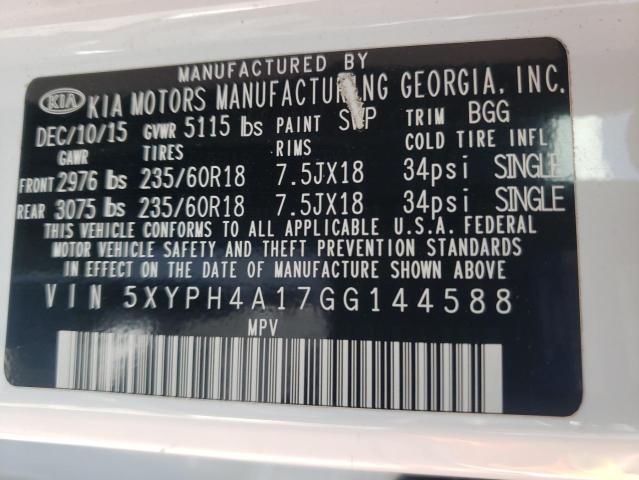 MANUFACTURED BY
KIA KIA MOTORS MANUFACTURING GEORGIA, INC.
DEC/10/15 GVWR 5115 lbs PAINT SWP TRIM BGG
GAWR TIRES RIMS COLD TIRE INFL
FRONT 2976 lbs 235/60R18 7.5JX18 34psi SINGLE
REAR 3075 lbs 235/60R18 7.5JX18 34psi SINGLE
THIS VEHICLE CONFORMS TO ALL APPLICABLE U.S.A. FEDERAL
MOTOR VEHICLE SAFETY AND THEFT PREVENTION STANDARDS
IN EFFECT ON THE DATE OF MANUFACTURE SHOWN ABOVE.
VIN 5XYPH4A17GG144588
MPV